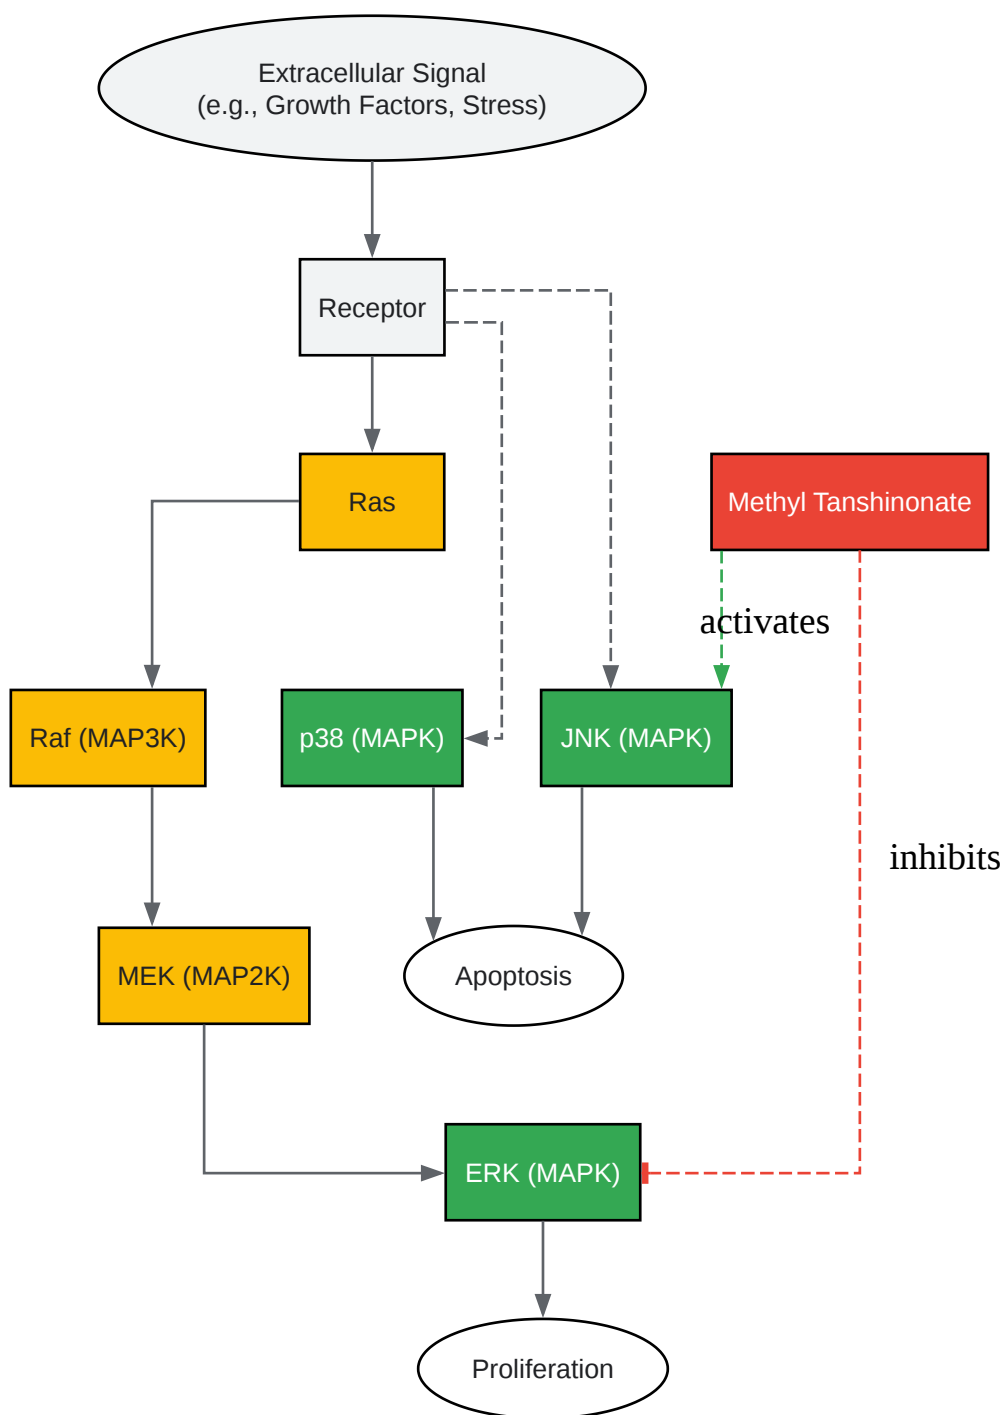 Extracellular Signal
(e.g., Growth Factors, Stress)
Receptor
Ras
Methyl Tanshinonate
activates
Raf (MAP3K)
p38 (MAPK)
JNK (MAPK)
inhibits
MEK (MAP2K)
Apoptosis
ERK (MAPK)
Proliferation